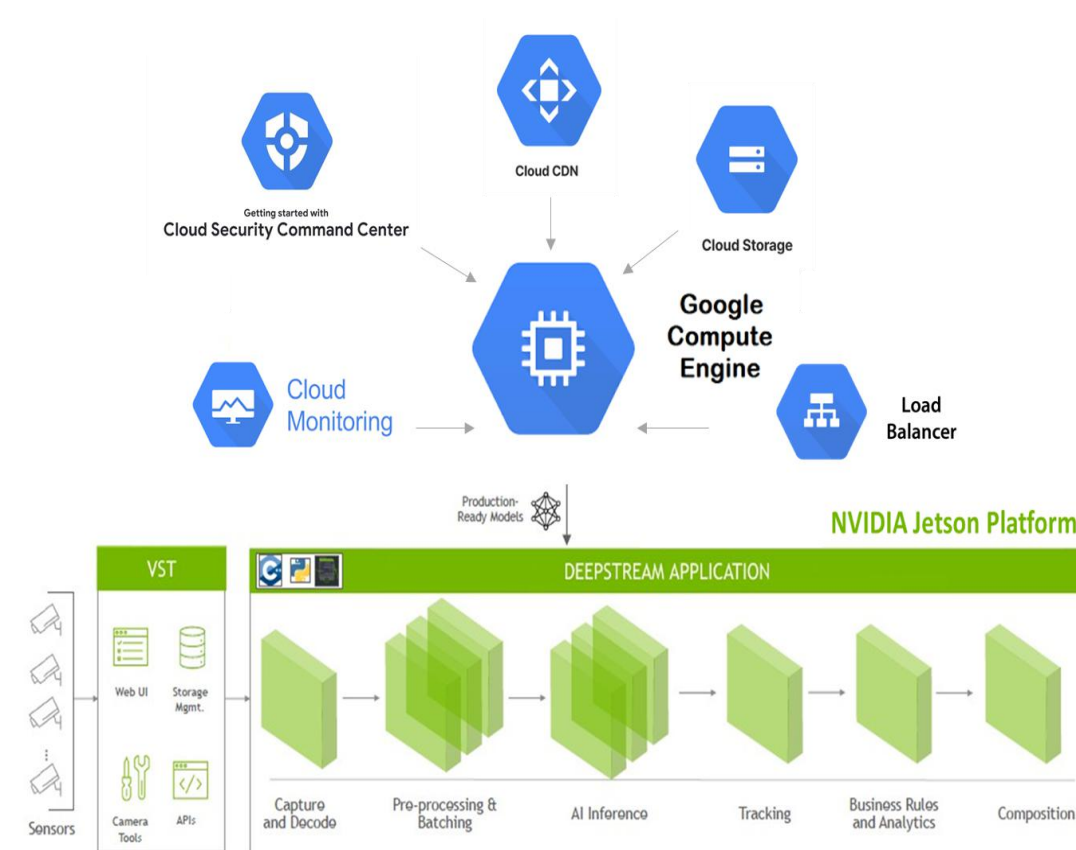 Cloud CDN
Getting started with
Cloud Security Command Center
Cloud Storage
Google
Compute
Engine
Cloud
Monitoring
Load
Balancer
Production-
Ready Models
NVIDIA Jetson Platform
VST
DEEPSTREAM APPLICATION
Web UI
Storage
Mgmt.
Camera
Tools
APIs
Sensors
Capture
and Decode
Pre-processing &
Batching
AI Inference
Tracking
Business Rules
and Analytics
Composition